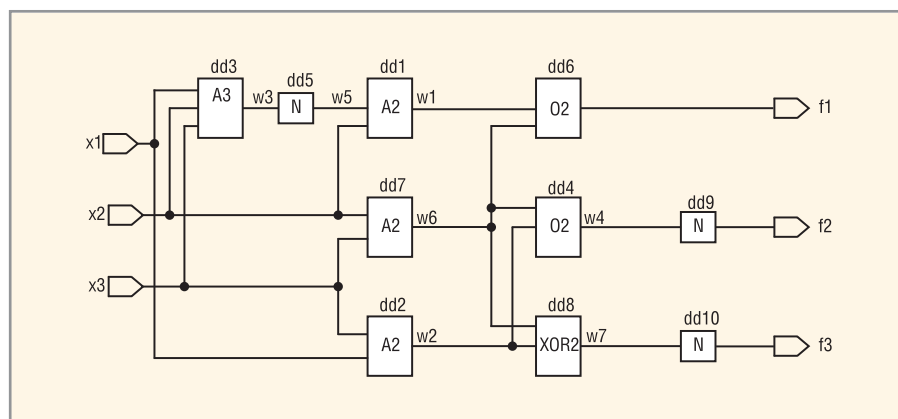 dd3
A3
w3
dd5
N
w5
dd1
A2
w1
dd6
O2
f1
x1
x2
dd7
A2
w6
dd4
O2
w4
dd9
N
f2
x3
dd2
A2
w2
dd8
XOR2
w7
dd10
N
f3